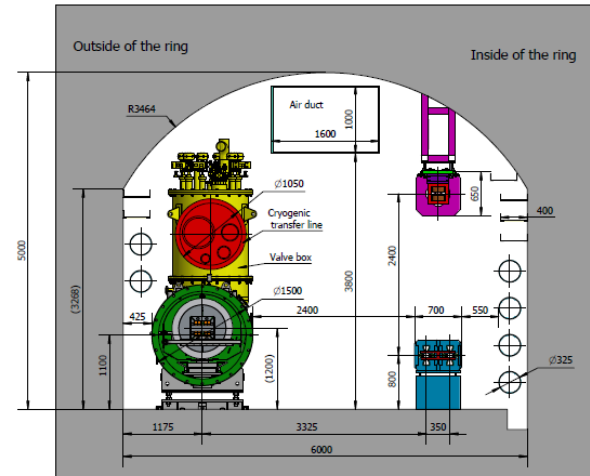 Outside of the ring
Inside of the ring
R3464
Air duct
1600
1000
Ø1050
Cryogenic
transfer line
Valve box
Ø1500
650
400
5000
(3268)
2400
3800
425
2400
700
550
1100
(1200)
800
Ø325
1175
3325
350
6000